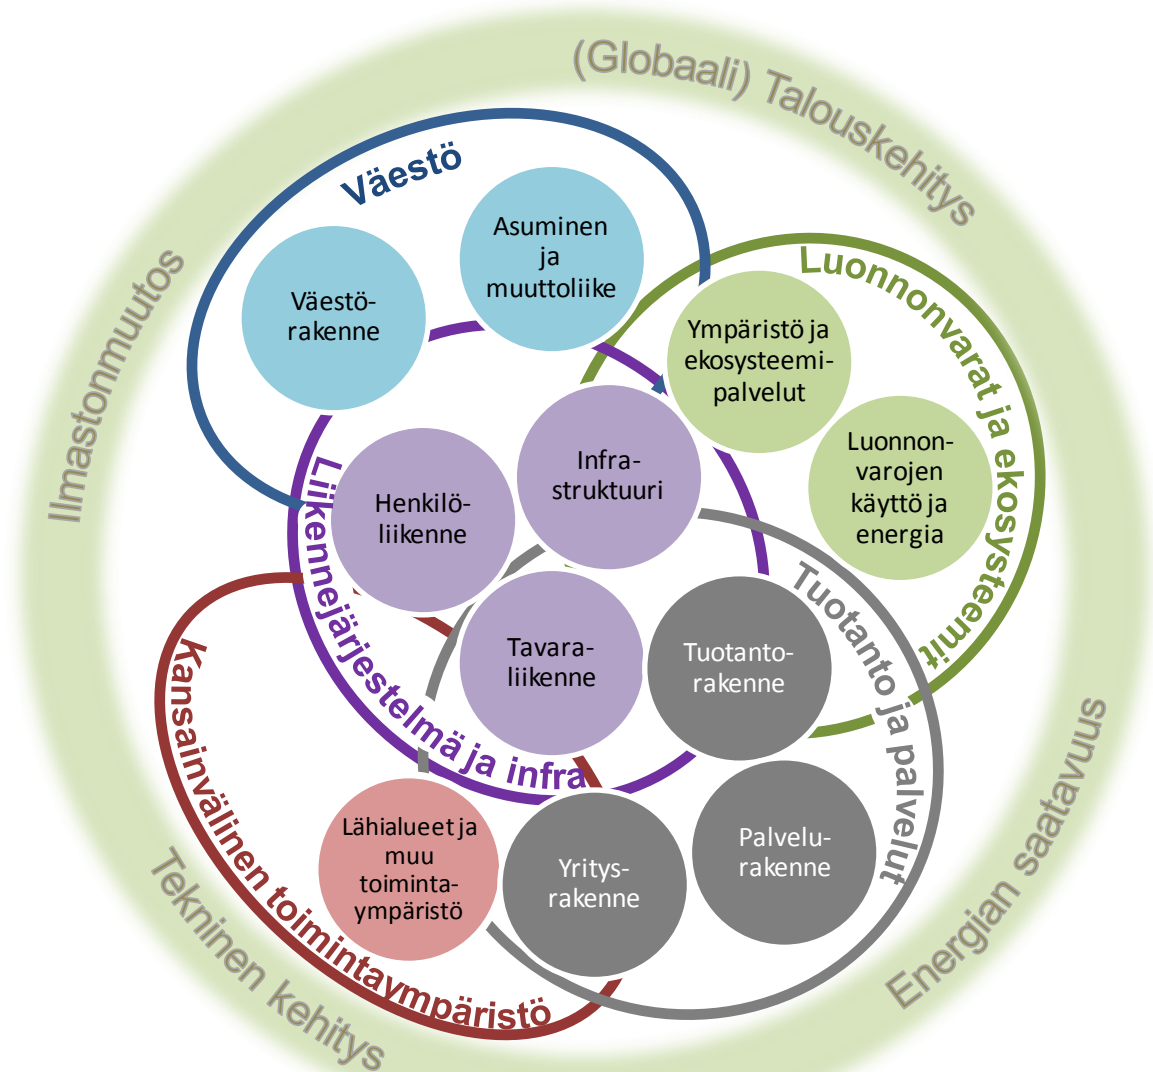 (Globaali) Talouskehitys
Väestö
Asuminen
ja
muuttoliike
Väestö-
rakenne
Luonnonvarat ja ekosysteemit
Ilmastonmuutos
Ympäristö ja
ekosysteemi-
palvelut
Luonnon-
varojen
käyttö ja
energia
Infra-
struktuuri
Henkilö-
liikenne
Liikennejärjestelmä ja infra
Tavara-
liikenne
Tuotanto-
rakenne
Tuotanto ja palvelut
Kansainvälinen toimintaympäristö
Lähialueet ja
muu
toiminta-
ympäristö
Yritys-
rakenne
Palvelu-
rakenne
Energian saatavuus
Tekninen kehitys